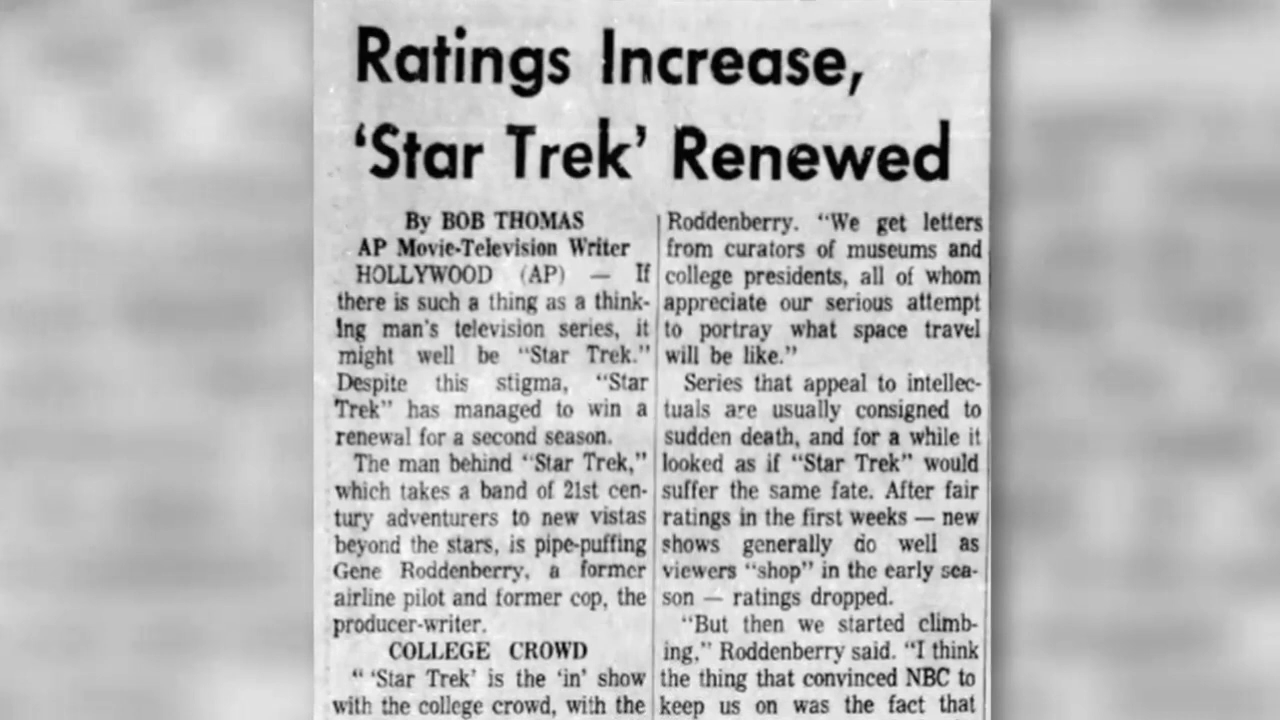 Ratings Increase,
‘Star Trek’ Renewed
By BOB THOMAS
AP Movie-Television Writer
HOLLYWOOD (AP) — If
there is such a thing as a think-
ing man's television series, it
might well be “Star Trek.”
Despite this stigma, “Star
Trek” has managed to win a
renewal for a second season.
The man behind “Star Trek,”
which takes a band of 21st cen-
tury adventurers to new vistas
beyond the stars, is pipe-puffing
Gene Roddenberry, a former
airline pilot and former cop, the
producer-writer.
COLLEGE CROWD
“ ‘Star Trek’ is the ‘in’ show
with the college crowd, with the
Roddenberry. “We get letters
from curators of museums and
college presidents, all of whom
appreciate our serious attempt
to portray what space travel
will be like.”
Series that appeal to intellec-
tuals are usually consigned to
sudden death, and for a while it
looked as if “Star Trek” would
suffer the same fate. After fair
ratings in the first weeks — new
shows generally do well as
viewers “shop” in the early sea-
son — ratings dropped.
“But then we started climb-
ing,” Roddenberry said. “I think
the thing that convinced NBC to
keep us on was the fact that